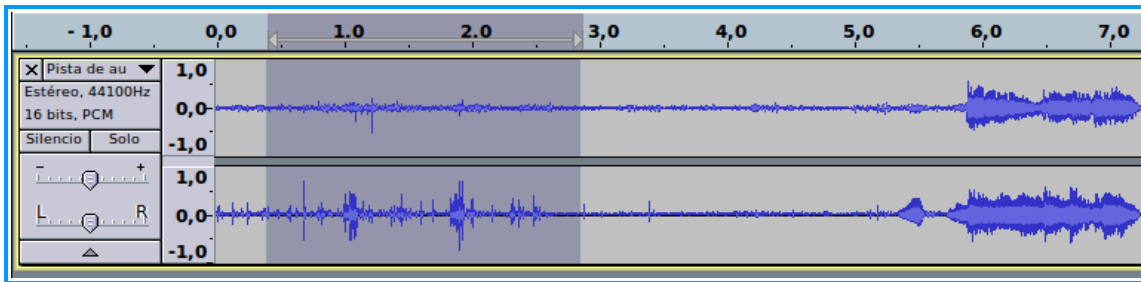 - 1,0 0,0 1.0 2.0 3,0 4,0 5,0 6,0 7,0
X Pista de au 1,0
Estéreo, 44100Hz
16 bits, PCM 0,0
Silencio Solo -1,0
- + 1,0
L R 0,0
-1,0